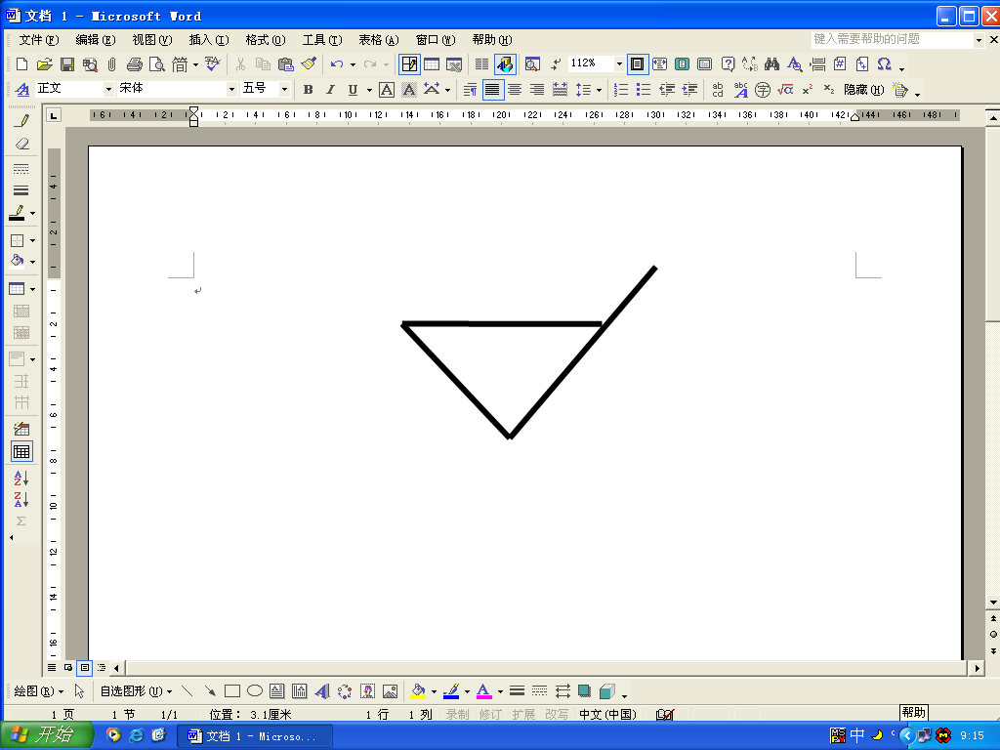 文档 1 - Microsoft Word
文件(F) 编辑(E) 视图(V) 插入(I) 格式(O) 工具(T) 表格(A) 窗口(W) 帮助(H) 键入需要帮助的问题
简 112%
正文 宋体 五号 B I U A A 隐藏(H)
6 4 2 2 4 6 8 10 12 14 16 18 20 22 24 26 28 30 32 34 36 38 40 42 44 46 48
4
2
2
4
6
8
10
12
14
16
绘图(R) 自选图形(U)
1 页 1 节 1/1 位置: 3.1厘米 1 行 1 列 录制 修订 扩展 改写 中文(中国) 帮助
开始 文档 1 - Microso... 中 9:15